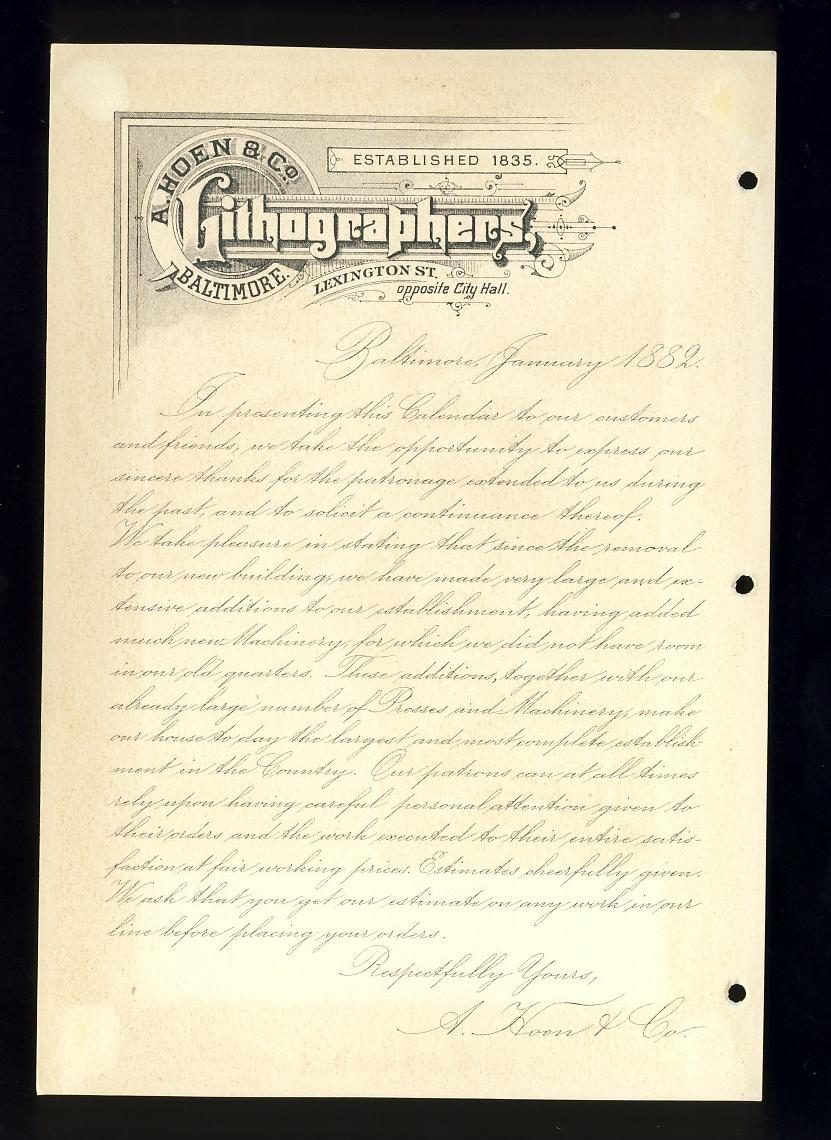 A. HOEN & Co
ESTABLISHED 1835.
Lithographers,
BALTIMORE.
LEXINGTON ST.
opposite City Hall.
Baltimore, January 1882.
In presenting this Calendar to our customers
and friends, we take the opportunity to express our
sincere thanks for the patronage extended to us during
the past, and to solicit a continuance thereof.
We take pleasure in stating that since the removal
to our new building, we have made very large and ex-
tensive additions to our establishment, having added
much new Machinery, for which we did not have room
in our old quarters. These additions, together with our
already large number of Presses and Machinery, make
our house to day the largest and most complete establish-
ment in the Country. Our patrons can at all times
rely upon having careful personal attention given to
their orders and the work executed to their entire satis-
faction at fair working prices. Estimates cheerfully given.
We ask that you get our estimate on any work in our
line before placing your orders.
Respectfully Yours,
A. Hoen & Co.